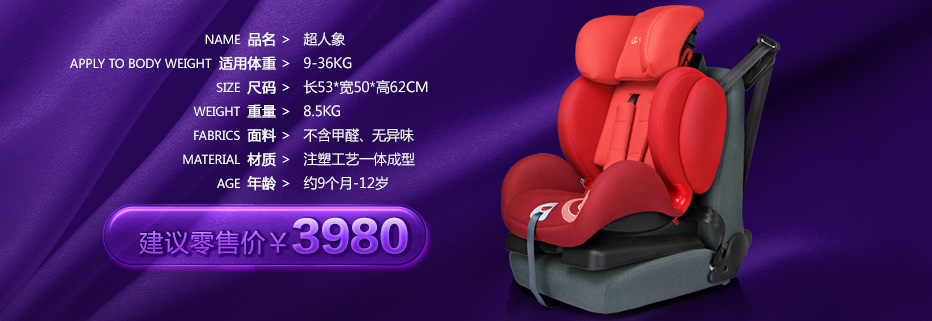 NAME 品名 > 超人象
APPLY TO BODY WEIGHT 适用体重 > 9-36KG
SIZE 尺码 > 长53*宽50*高62CM
WEIGHT 重量 > 8.5KG
FABRICS 面料 > 不含甲醛、无异味
MATERIAL 材质 > 注塑工艺一体成型
AGE 年龄 > 约9个月-12岁
建议零售价￥3980